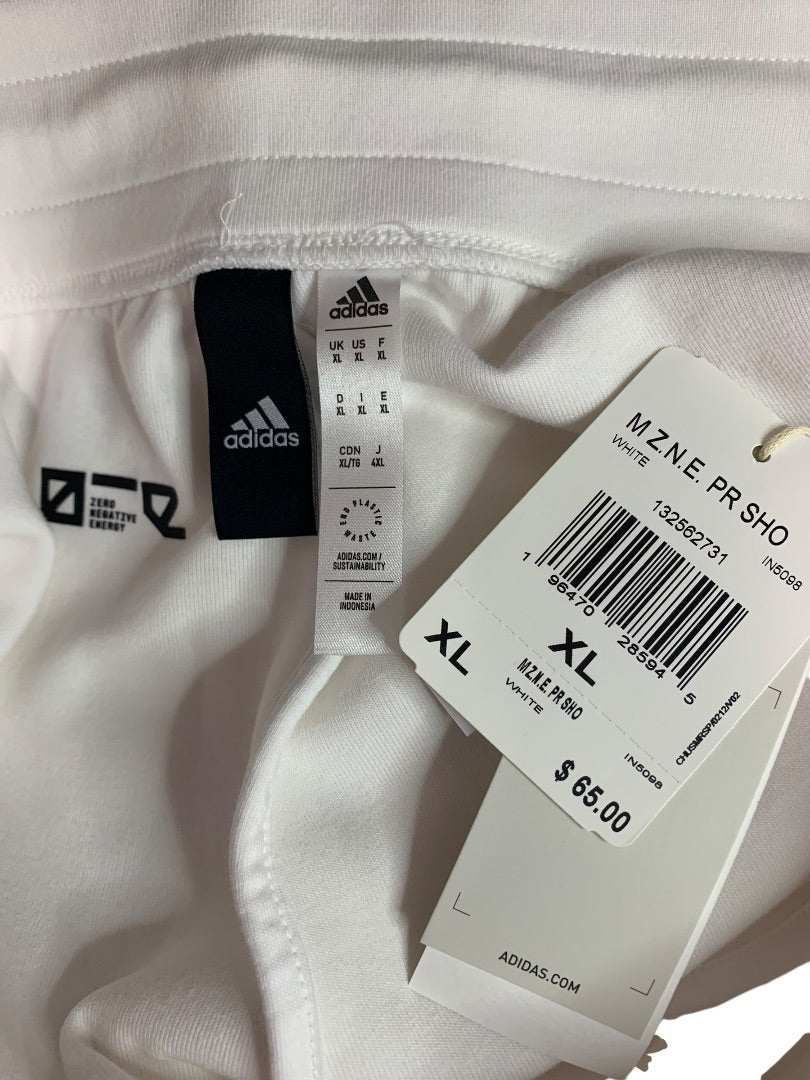 adidas
ZERO
NEGATIVE
ENERGY
adidas
UK US F
XL XL XL
D I E
XL XL XL
CDN J
XL/TG 4XL
END PLASTIC WASTE
ADIDAS.COM/
SUSTAINABILITY
MADE IN
INDONESIA
M Z.N.E. PR SHO
WHITE
IN5098
132562731
1 96470 28594 5
XL
XL
M Z.N.E. PR SHO
WHITE
IN5098
$ 65.00
ADIDAS.COM